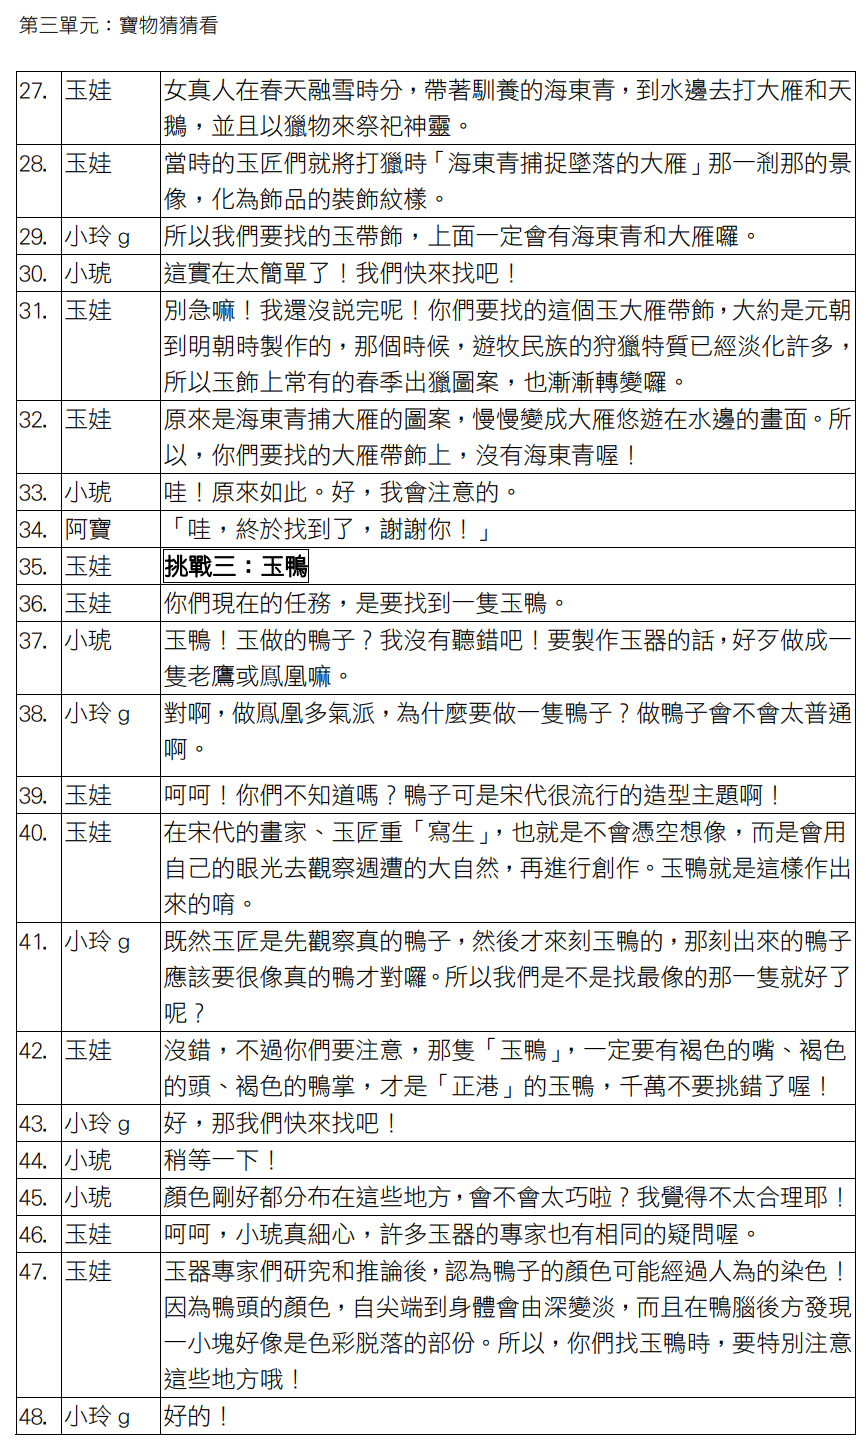 第三單元：寶物猜猜看
27. 玉娃 女真人在春天融雪時分，帶著馴養的海東青，到水邊去打大雁和天
鵝，並且以獵物來祭祀神靈。
28. 玉娃 當時的玉匠們就將打獵時「海東青捕捉墜落的大雁」那一剎那的景
像，化為飾品的裝飾紋樣。
29. 小玲 g 所以我們要找的玉帶飾，上面一定會有海東青和大雁囉。
30. 小琥 這實在太簡單了！我們快來找吧！
31. 玉娃 別急嘛！我還沒說完呢！你們要找的這個玉大雁帶飾，大約是元朝
到明朝時製作的，那個時候，遊牧民族的狩獵特質已經淡化許多，
所以玉飾上常有的春季出獵圖案，也漸漸轉變囉。
32. 玉娃 原來是海東青捕大雁的圖案，慢慢變成大雁悠遊在水邊的畫面。所
以，你們要找的大雁帶飾上，沒有海東青喔！
33. 小琥 哇！原來如此。好，我會注意的。
34. 阿寶 「哇，終於找到了，謝謝你！」
35. 玉娃 挑戰三：玉鴨
36. 玉娃 你們現在的任務，是要找到一隻玉鴨。
37. 小琥 玉鴨！玉做的鴨子？我沒有聽錯吧！要製作玉器的話，好歹做成一
隻老鷹或鳳凰嘛。
38. 小玲 g 對啊，做鳳凰多氣派，為什麼要做一隻鴨子？做鴨子會不會太普通
啊。
39. 玉娃 呵呵！你們不知道嗎？鴨子可是宋代很流行的造型主題啊！
40. 玉娃 在宋代的畫家、玉匠重「寫生」，也就是不會憑空想像，而是會用
自己的眼光去觀察週遭的大自然，再進行創作。玉鴨就是這樣作出
來的唷。
41. 小玲 g 既然玉匠是先觀察真的鴨子，然後才來刻玉鴨的，那刻出來的鴨子
應該要很像真的鴨才對囉。所以我們是不是找最像的那一隻就好了
呢？
42. 玉娃 沒錯，不過你們要注意，那隻「玉鴨」，一定要有褐色的嘴、褐色
的頭、褐色的鴨掌，才是「正港」的玉鴨，千萬不要挑錯了喔！
43. 小玲 g 好，那我們快來找吧！
44. 小琥 稍等一下！
45. 小琥 顏色剛好都分布在這些地方，會不會太巧啦？我覺得不太合理耶！
46. 玉娃 呵呵，小琥真細心，許多玉器的專家也有相同的疑問喔。
47. 玉娃 玉器專家們研究和推論後，認為鴨子的顏色可能經過人為的染色！
因為鴨頭的顏色，自尖端到身體會由深變淡，而且在鴨腦後方發現
一小塊好像是色彩脫落的部份。所以，你們找玉鴨時，要特別注意
這些地方哦！
48. 小玲 g 好的！